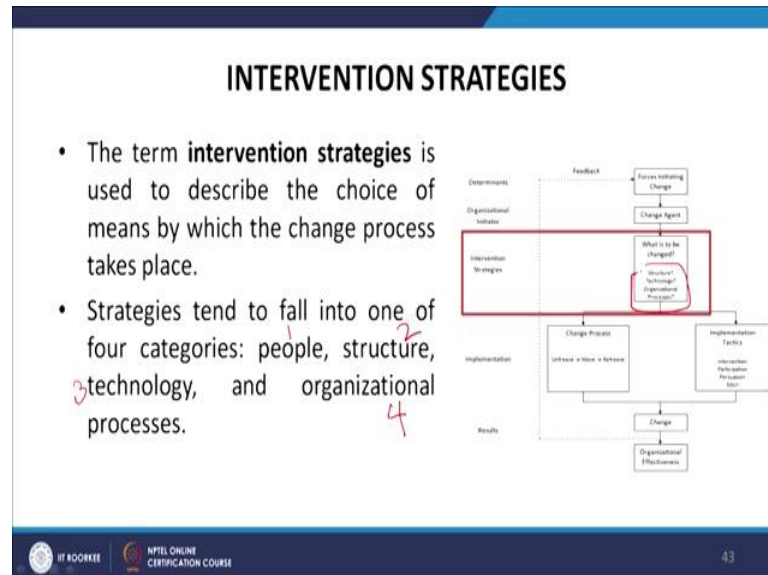 INTERVENTION STRATEGIES
• The term intervention strategies is
used to describe the choice of
means by which the change process
takes place.
• Strategies tend to fall into one of
four categories: people, structure,
1 2
3 technology, and organizational
processes.
4
Feedback
Determinants
Forces Initiating
Change
Organizational
Initiator
Change Agent
Intervention
Strategies
What is to be
changed?
Structure?
Technology?
Organizational
Processes?
Implementation
Change Process
Unfreeze → Move → Refreeze
Implementation
Tactics
Intervention
Participation
Persuasion
Edict
Change
Results
Organizational
Effectiveness
IIT ROORKEE
NPTEL ONLINE
CERTIFICATION COURSE
43